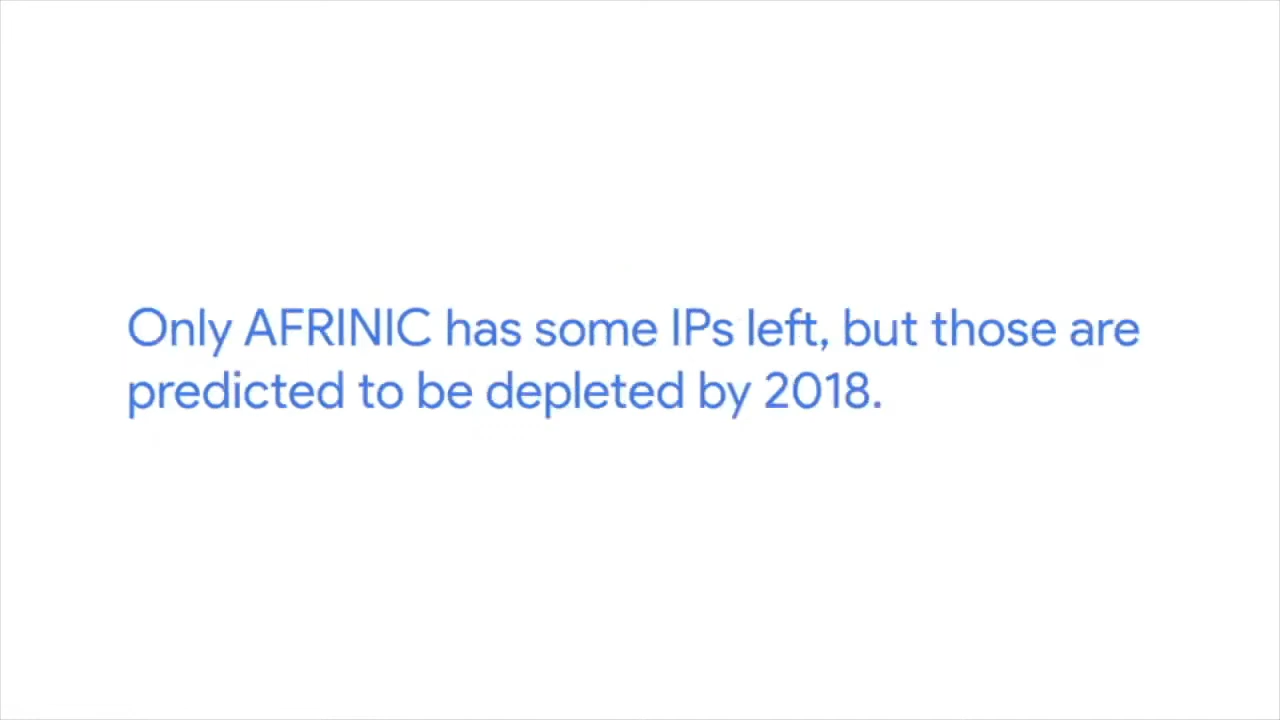 Only AFRINIC has some IPs left, but those are
predicted to be depleted by 2018.